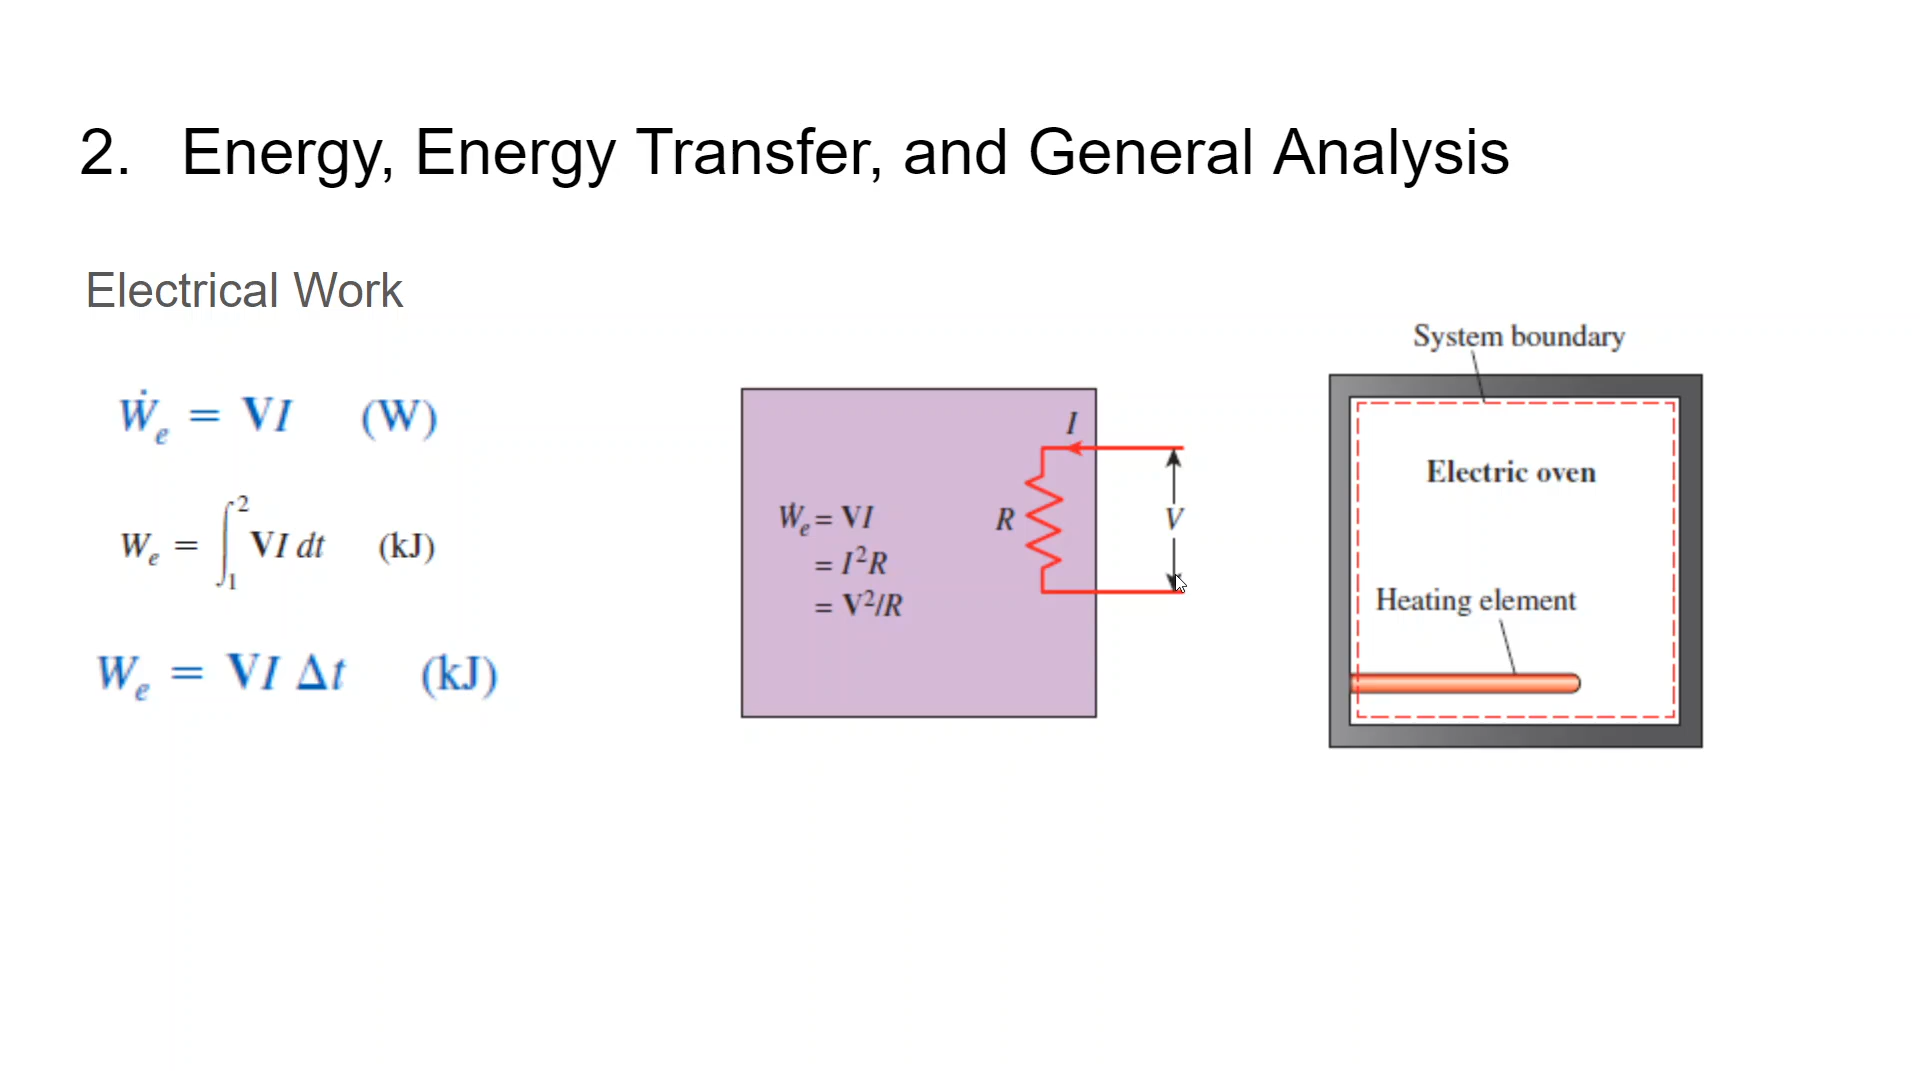 2. Energy, Energy Transfer, and General Analysis
Electrical Work
Ẇₑ = VI (W)
Wₑ = ∫₁² VI dt (kJ)
Wₑ = VI Δt (kJ)
I
Ẇₑ = VI
= I²R
= V²/R
R
V
System boundary
Electric oven
Heating element